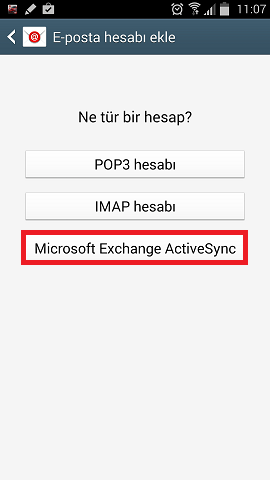 11:07
E-posta hesabı ekle
Ne tür bir hesap?
POP3 hesabı
IMAP hesabı
Microsoft Exchange ActiveSync